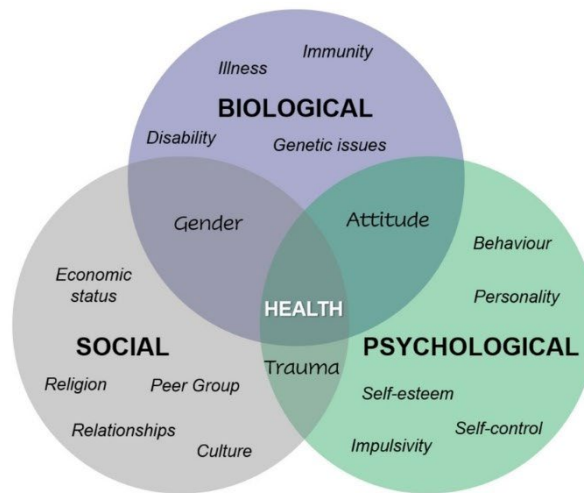 Immunity
Illness
BIOLOGICAL
Disability
Genetic issues
Gender
Attitude
Behaviour
Economic
status
Personality
HEALTH
SOCIAL
PSYCHOLOGICAL
Trauma
Religion
Peer Group
Self-esteem
Relationships
Self-control
Culture
Impulsivity